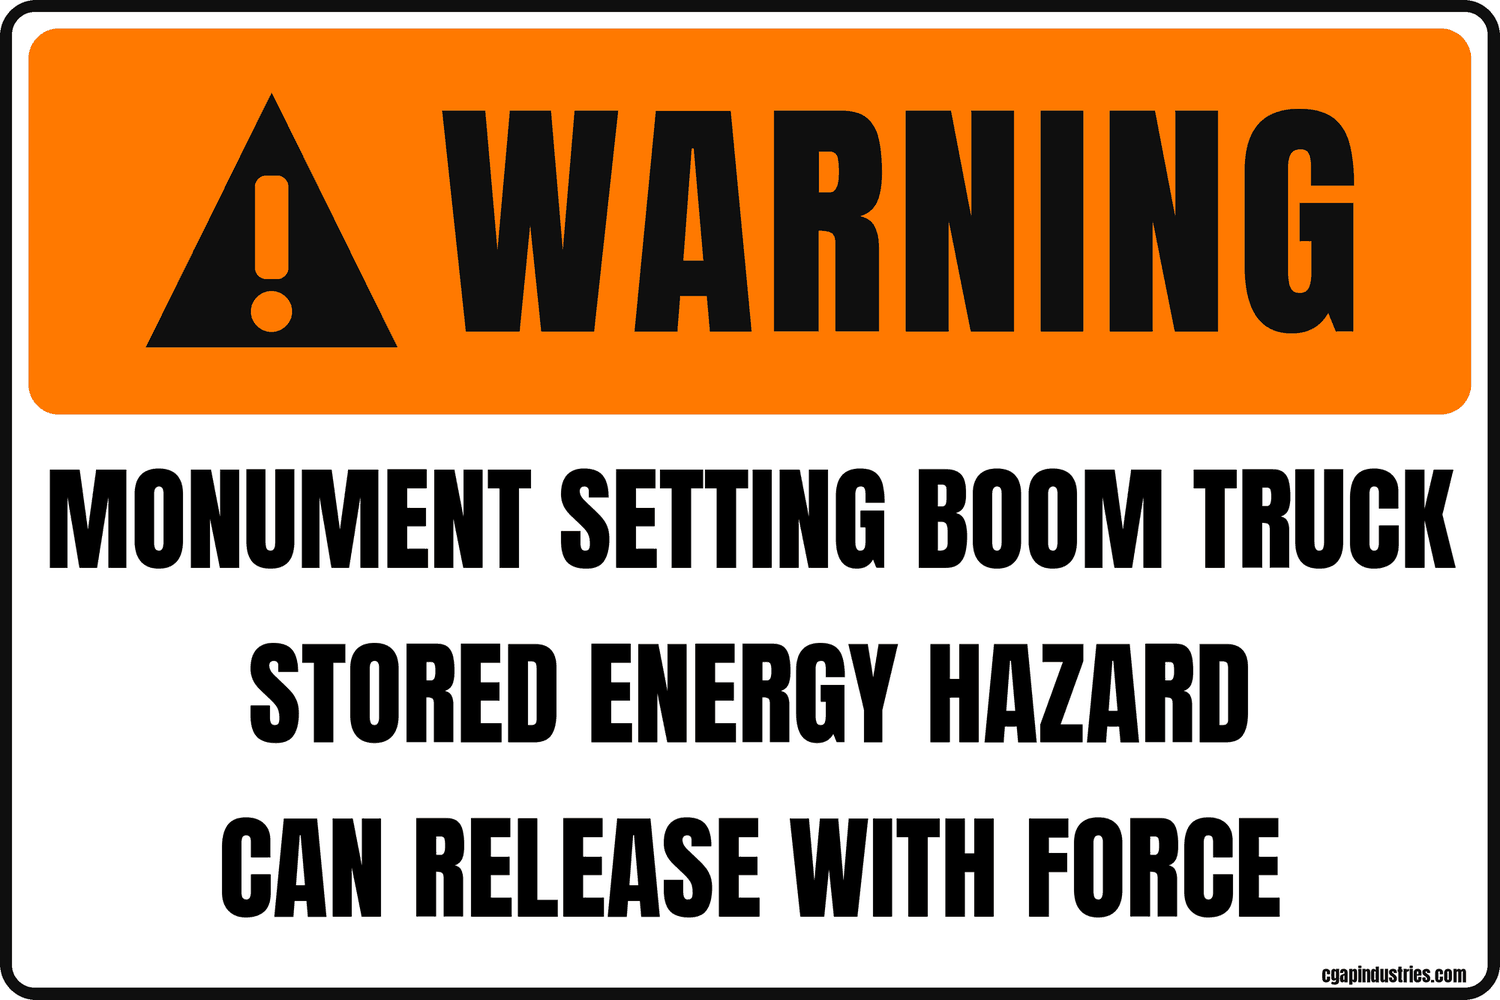 WARNING
MONUMENT SETTING BOOM TRUCK
STORED ENERGY HAZARD
CAN RELEASE WITH FORCE
cgapindustries.com